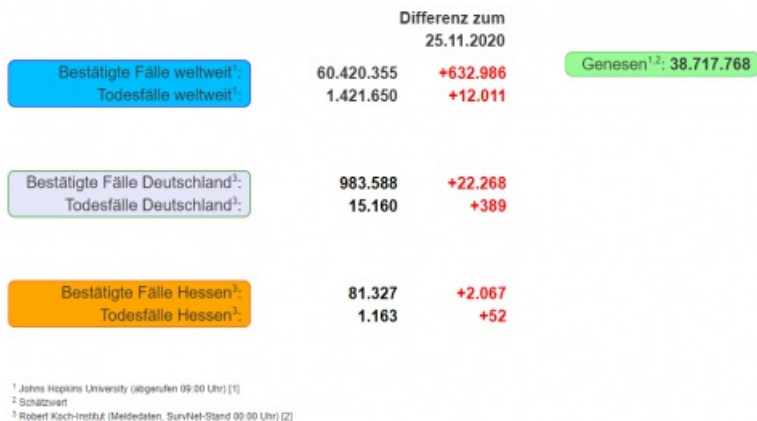 Differenz zum
25.11.2020
Bestätigte Fälle weltweit¹: 60.420.355 +632.986 Genesen¹,²: 38.717.768
Todesfälle weltweit¹: 1.421.650 +12.011
Bestätigte Fälle Deutschland³: 983.588 +22.268
Todesfälle Deutschland³: 15.160 +389
Bestätigte Fälle Hessen³: 81.327 +2.067
Todesfälle Hessen³: 1.163 +52
¹ Johns Hopkins University (abgerufen 09:00 Uhr) [1]
² Schätzwert
³ Robert Koch-Institut (Meldedaten, SurvNet-Stand 00:00 Uhr) [2]